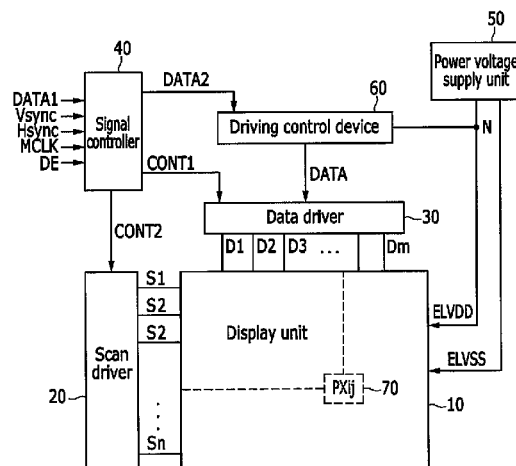 50
40
Power voltage
supply unit
DATA2
60
DATA1
Vsync
Hsync
MCLK
DE
Signal
controller
Driving control device
N
CONT1
DATA
Data driver
30
CONT2
D1 D2 D3 ... Dm
S1
S2
S2
Display unit
ELVDD
Scan
driver
ELVSS
20
PXij
70
10
Sn